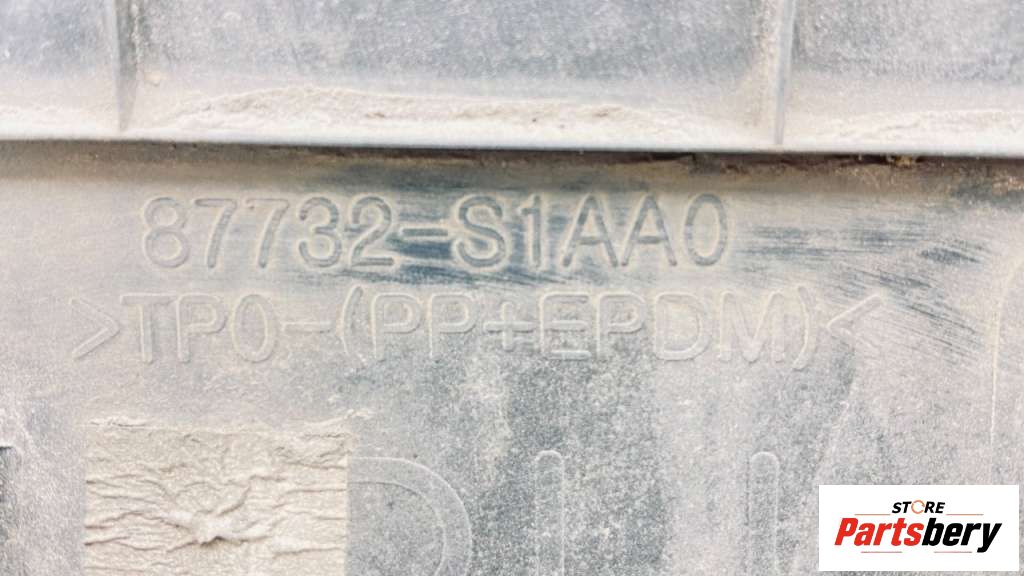 87732-S1AA0
>TPO-(PP+EPDM)<
STORE
Partsbery